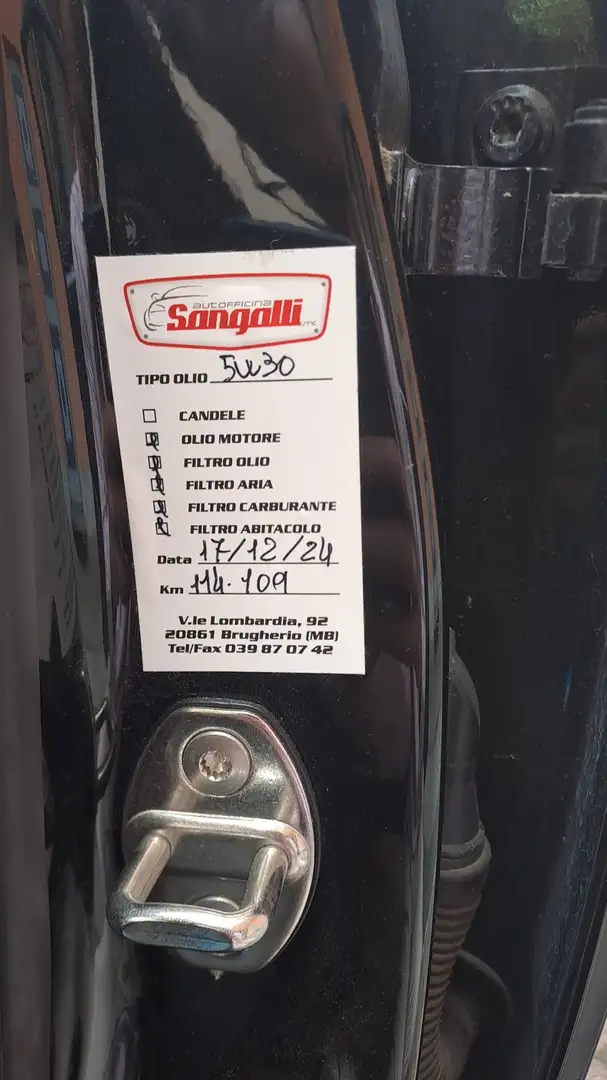 autofficina
Sangalli snc
TIPO OLIO 5W30
CANDELE
OLIO MOTORE
FILTRO OLIO
FILTRO ARIA
FILTRO CARBURANTE
FILTRO ABITACOLO
Data 17/12/24
Km 114.109
V.le Lombardia, 92
20861 Brugherio (MB)
Tel/Fax 039 87 07 42